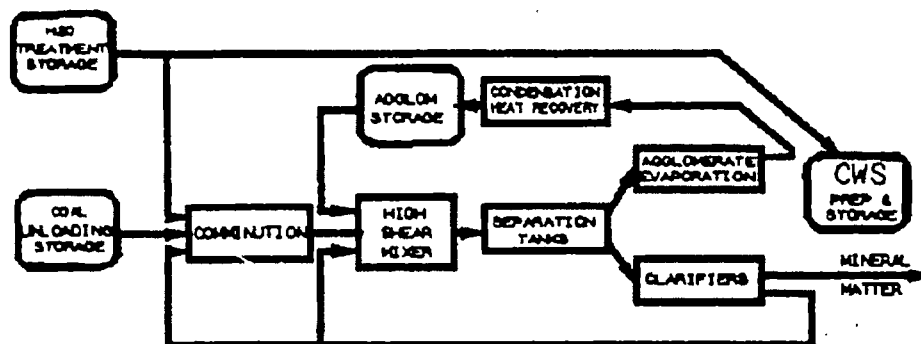 H2O
TREATMENT
STORAGE
AGGLOM
STORAGE
CONDENSATION
HEAT RECOVERY
AGGLOMERATE
EVAPORATION
CWS
PREP &
STORAGE
COAL
UNLOADING
STORAGE
COMMINUTION
HIGH
SHEAR
MIXER
SEPARATION
TANKS
CLARIFIERS
MINERAL
MATTER